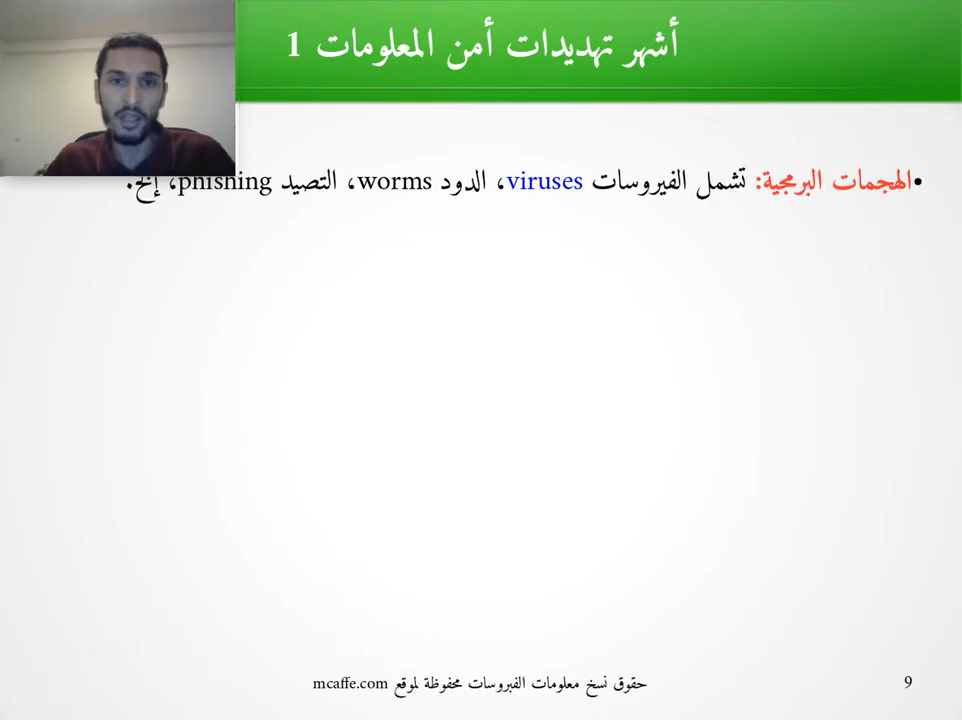 أشهر تهديدات أمن المعلومات 1
•الهجمات البرمجية: تشمل الفيروسات viruses، الدود worms، التصيد phishing، إلخ.
حقوق نسخ معلومات الفيروسات محفوظة لموقع mcaffe.com
9